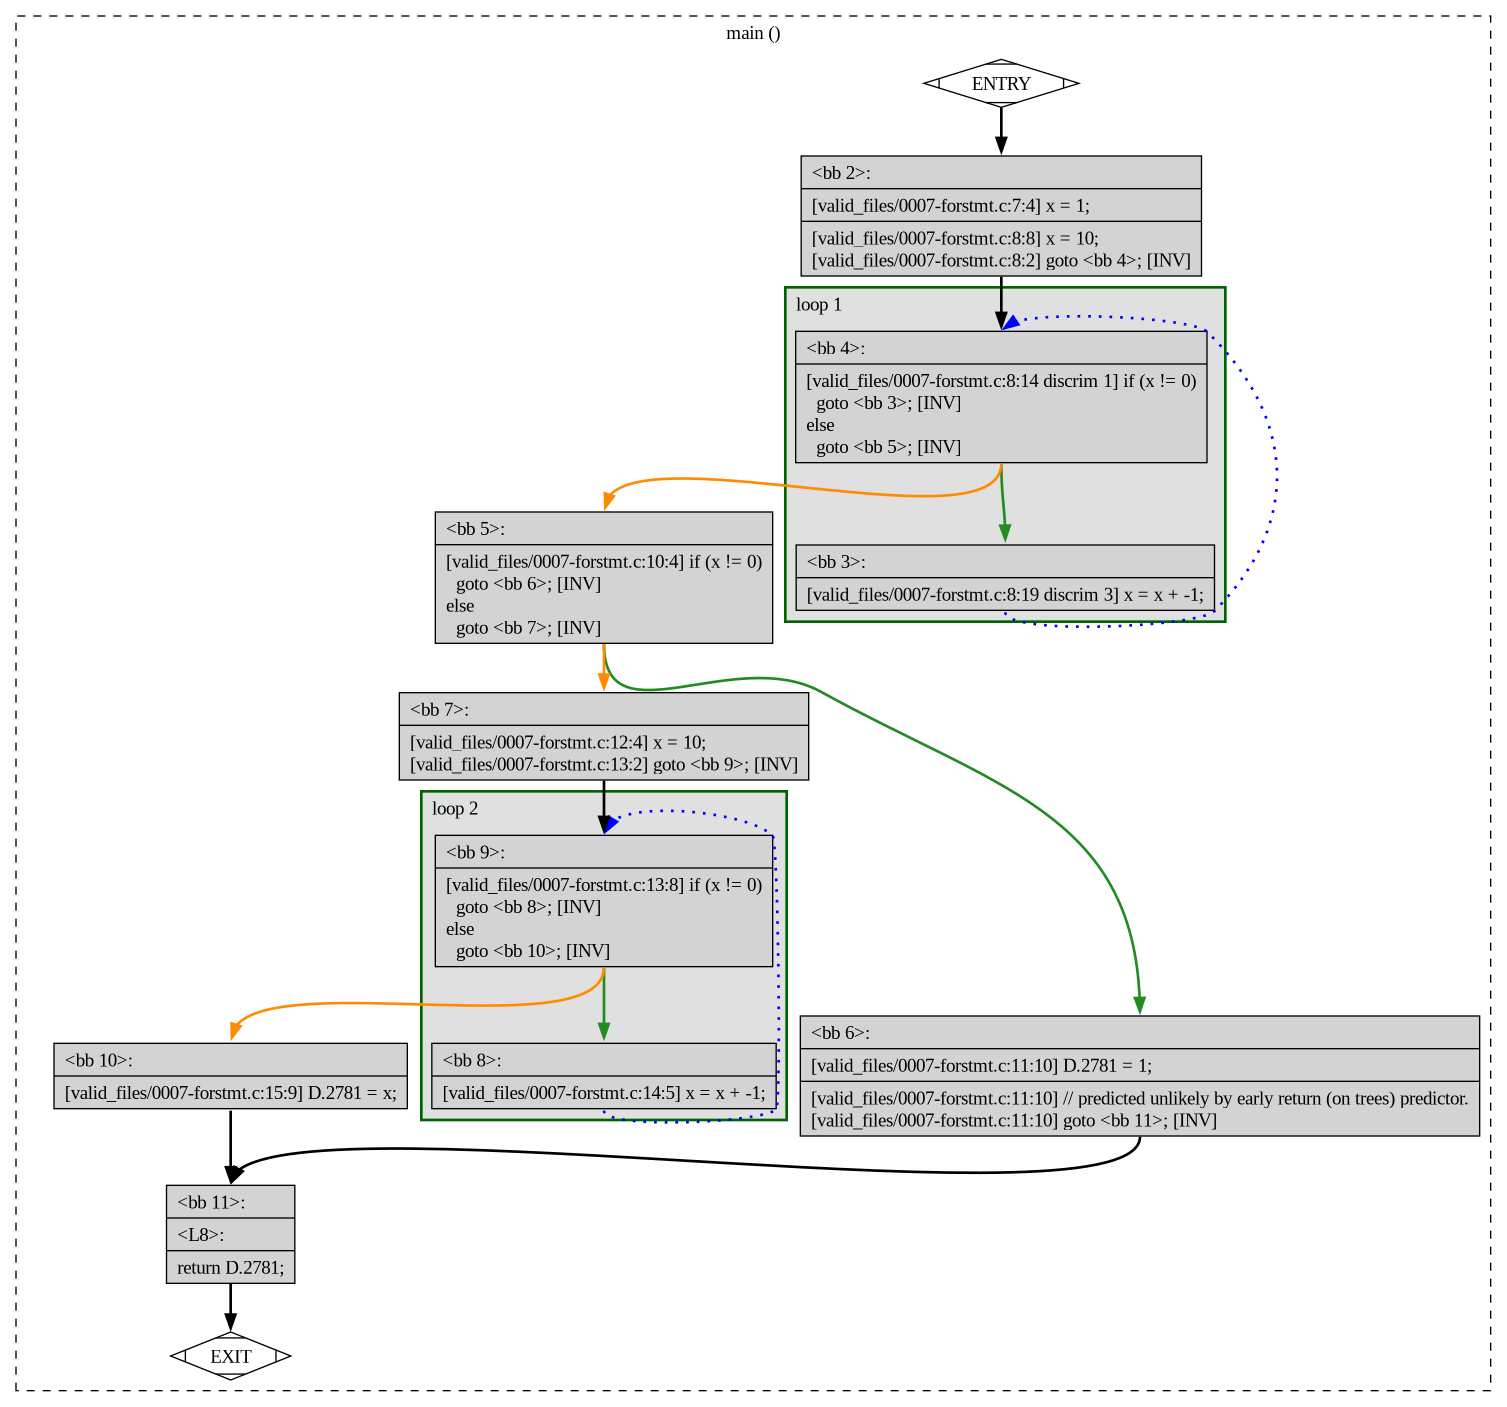 main ()
ENTRY
<bb 2>:
[valid_files/0007-forstmt.c:7:4] x = 1;
[valid_files/0007-forstmt.c:8:8] x = 10;
[valid_files/0007-forstmt.c:8:2] goto <bb 4>; [INV]
loop 1
<bb 4>:
[valid_files/0007-forstmt.c:8:14 discrim 1] if (x != 0)
goto <bb 3>; [INV]
else
goto <bb 5>; [INV]
<bb 5>:
[valid_files/0007-forstmt.c:10:4] if (x != 0)
goto <bb 6>; [INV]
else
goto <bb 7>; [INV]
<bb 3>:
[valid_files/0007-forstmt.c:8:19 discrim 3] x = x + -1;
<bb 7>:
[valid_files/0007-forstmt.c:12:4] x = 10;
[valid_files/0007-forstmt.c:13:2] goto <bb 9>; [INV]
loop 2
<bb 9>:
[valid_files/0007-forstmt.c:13:8] if (x != 0)
goto <bb 8>; [INV]
else
goto <bb 10>; [INV]
<bb 10>:
[valid_files/0007-forstmt.c:15:9] D.2781 = x;
<bb 8>:
[valid_files/0007-forstmt.c:14:5] x = x + -1;
<bb 6>:
[valid_files/0007-forstmt.c:11:10] D.2781 = 1;
[valid_files/0007-forstmt.c:11:10] // predicted unlikely by early return (on trees) predictor.
[valid_files/0007-forstmt.c:11:10] goto <bb 11>; [INV]
<bb 11>:
<L8>:
return D.2781;
EXIT